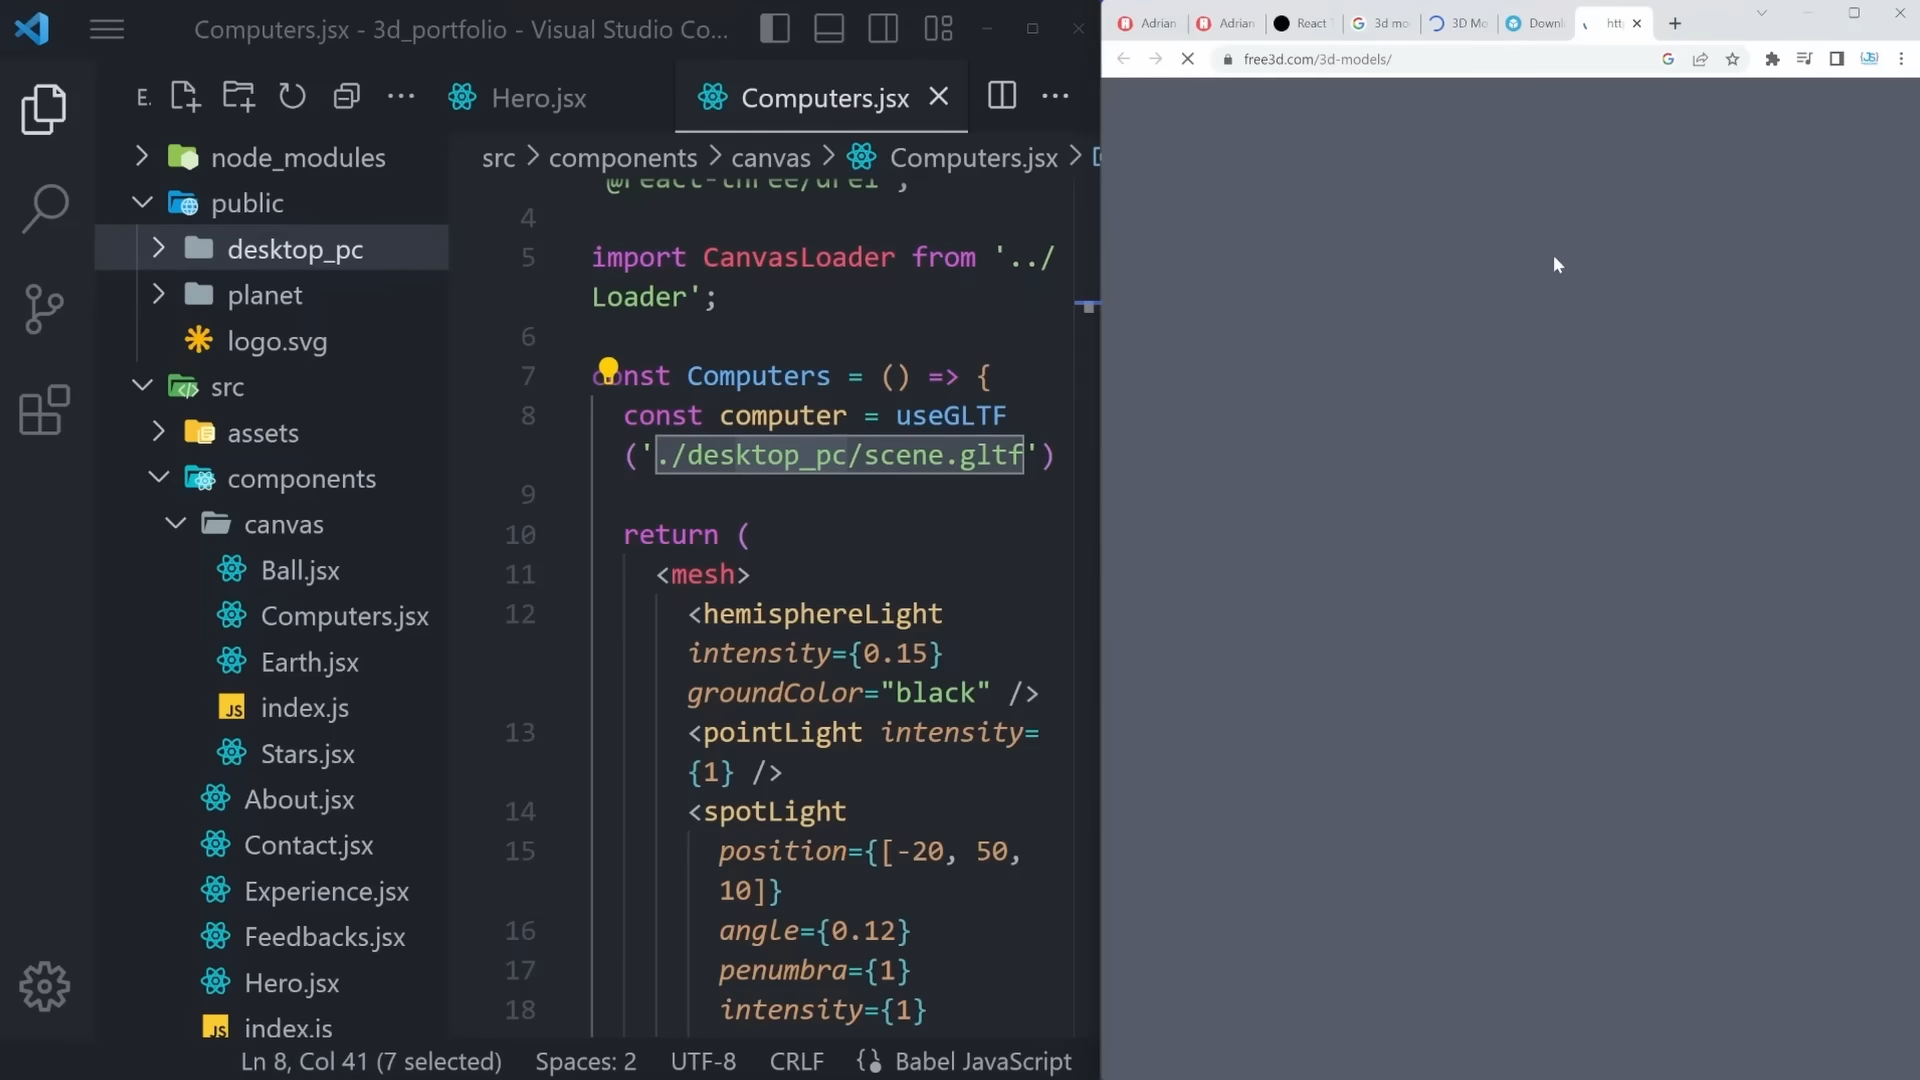 Computers.jsx - 3d_portfolio - Visual Studio Co...
E.
Hero.jsx
Computers.jsx
node_modules
public
desktop_pc
planet
logo.svg
src
assets
components
canvas
Ball.jsx
Computers.jsx
Earth.jsx
JS index.js
Stars.jsx
About.jsx
Contact.jsx
Experience.jsx
Feedbacks.jsx
Hero.jsx
JS index.js
src > components > canvas > Computers.jsx >
'@react-three/drei';
4
5 import CanvasLoader from '../
Loader';
6
7 const Computers = () => {
8 const computer = useGLTF
('./desktop_pc/scene.gltf')
9
10 return (
11 <mesh>
12 <hemisphereLight
intensity={0.15}
groundColor="black" />
13 <pointLight intensity=
{1} />
14 <spotLight
15 position={[-20, 50,
10]}
16 angle={0.12}
17 penumbra={1}
18 intensity={1}
Ln 8, Col 41 (7 selected) Spaces: 2 UTF-8 CRLF Babel JavaScript
Adrian
Adrian
React
3d mo
3D Mo
Downl
htt
free3d.com/3d-models/